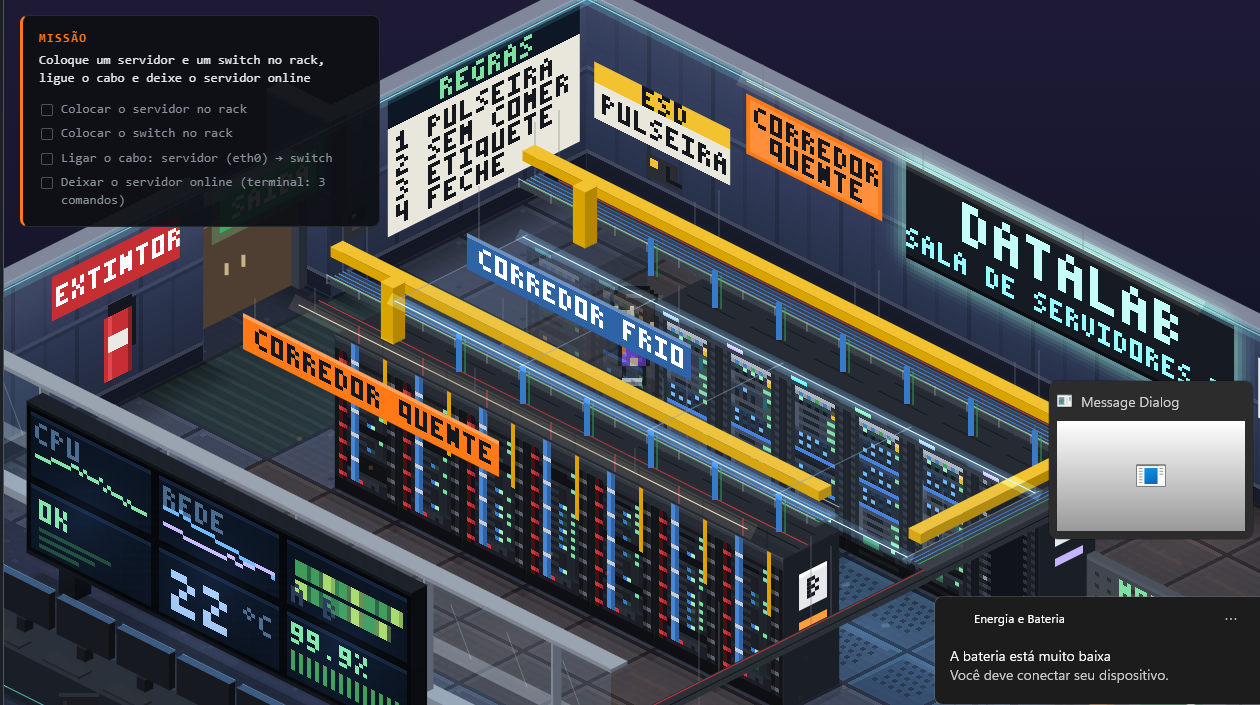 MISSÃO
Coloque um servidor e um switch no rack,
ligue o cabo e deixe o servidor online
Colocar o servidor no rack
Colocar o switch no rack
Ligar o cabo: servidor (eth0) → switch
Deixar o servidor online (terminal: 3
comandos)
REGRAS
1 PULSEIRA
2 SEM COMER
3 ETIQUETE
4 FECHE
ESD
PULSEIRA
CORREDOR
QUENTE
DATALAB
SALA DE SERVIDORES
SAÍDA
EXTINTOR
CORREDOR FRIO
CORREDOR QUENTE
CPU
OK
REDE
22 °C
99.9%
B
Message Dialog
Energia e Bateria
A bateria está muito baixa
Você deve conectar seu dispositivo.